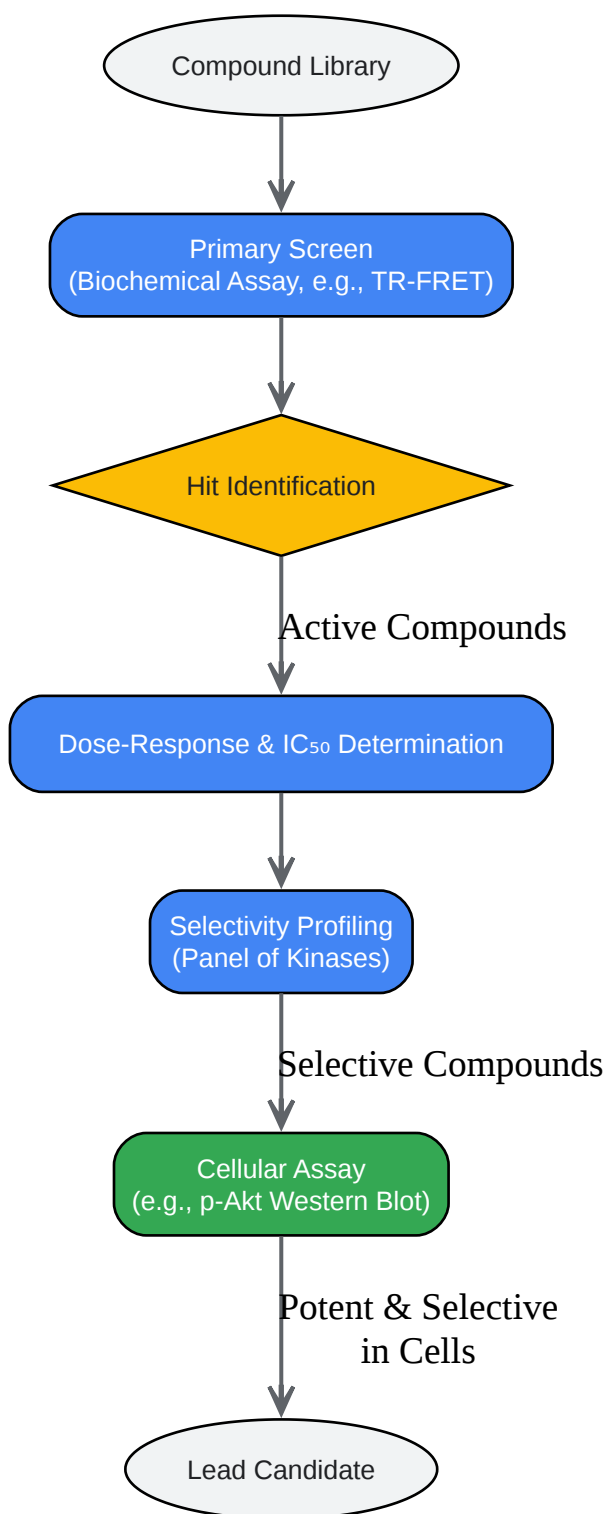 Compound Library
Primary Screen
(Biochemical Assay, e.g., TR-FRET)
Hit Identification
Active Compounds
Dose-Response & IC₅₀ Determination
Selectivity Profiling
(Panel of Kinases)
Selective Compounds
Cellular Assay
(e.g., p-Akt Western Blot)
Potent & Selective
in Cells
Lead Candidate